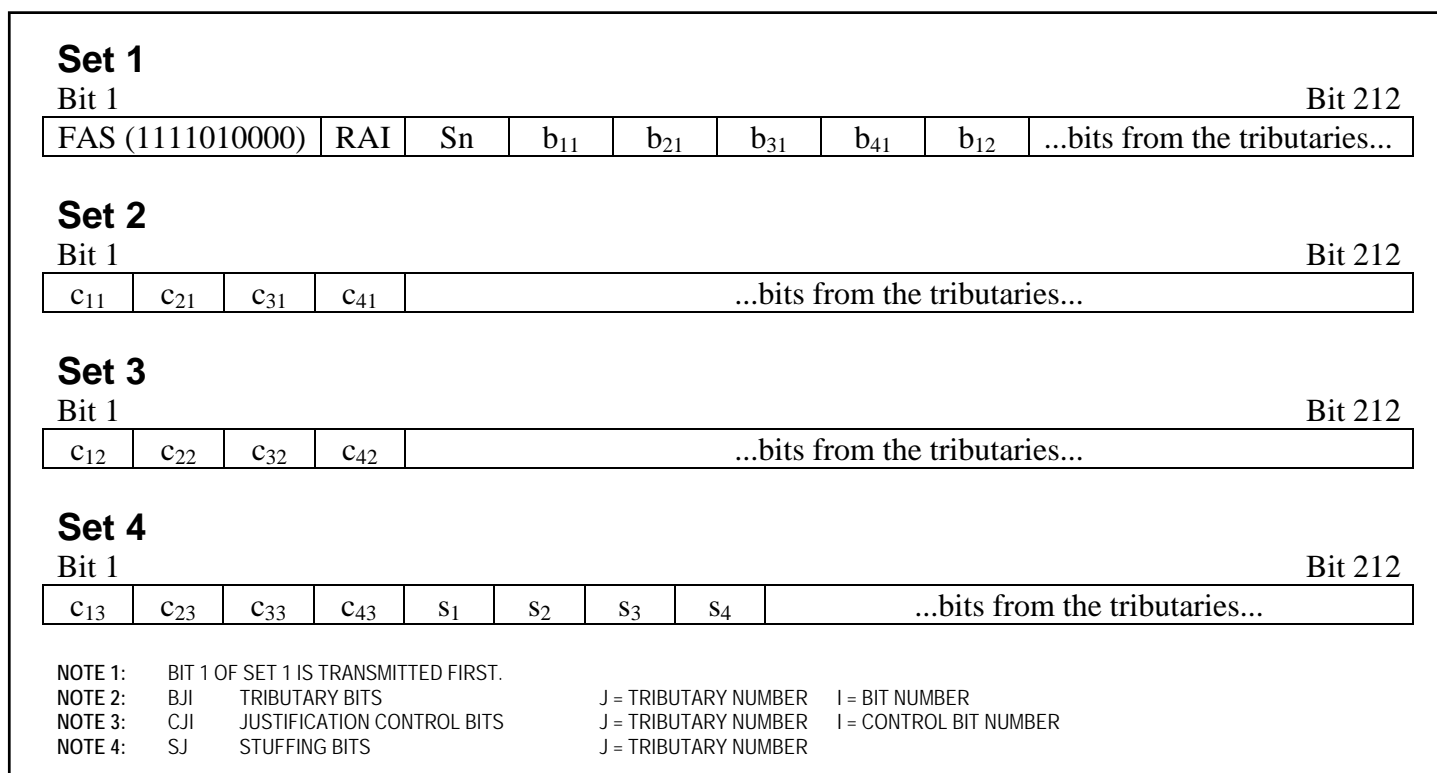 Set 1
Bit 1 Bit 212
FAS (1111010000) RAI Sn b₁₁ b₂₁ b₃₁ b₄₁ b₁₂ ...bits from the tributaries...
Set 2
Bit 1 Bit 212
c₁₁ c₂₁ c₃₁ c₄₁ ...bits from the tributaries...
Set 3
Bit 1 Bit 212
c₁₂ c₂₂ c₃₂ c₄₂ ...bits from the tributaries...
Set 4
Bit 1 Bit 212
c₁₃ c₂₃ c₃₃ c₄₃ s₁ s₂ s₃ s₄ ...bits from the tributaries...
NOTE 1: BIT 1 OF SET 1 IS TRANSMITTED FIRST.
NOTE 2: BJI TRIBUTARY BITS J = TRIBUTARY NUMBER I = BIT NUMBER
NOTE 3: CJI JUSTIFICATION CONTROL BITS J = TRIBUTARY NUMBER I = CONTROL BIT NUMBER
NOTE 4: SJ STUFFING BITS J = TRIBUTARY NUMBER